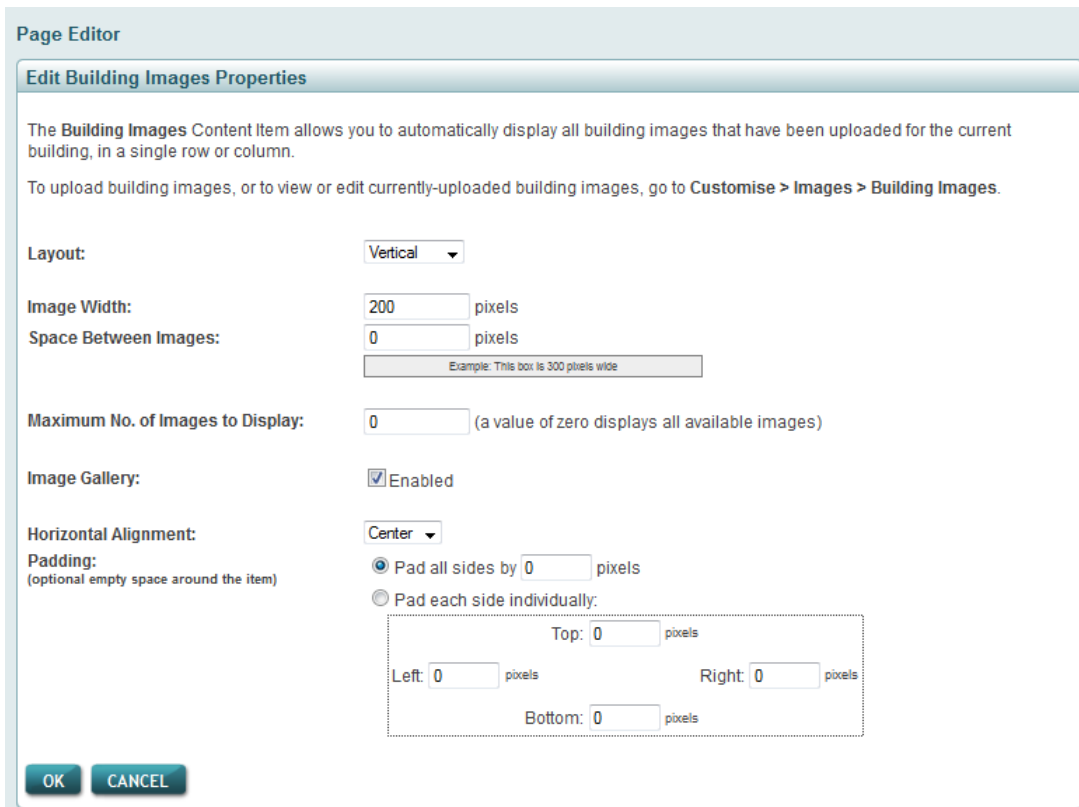 Page Editor
Edit Building Images Properties
The Building Images Content Item allows you to automatically display all building images that have been uploaded for the current
building, in a single row or column.
To upload building images, or to view or edit currently-uploaded building images, go to Customise > Images > Building Images.
Layout: Vertical
Image Width: 200 pixels
Space Between Images: 0 pixels
Example: This box is 300 pixels wide
Maximum No. of Images to Display: 0 (a value of zero displays all available images)
Image Gallery: Enabled
Horizontal Alignment: Center
Padding: Pad all sides by 0 pixels
(optional empty space around the item)
Pad each side individually:
Top: 0 pixels
Left: 0 pixels Right: 0 pixels
Bottom: 0 pixels
OK CANCEL